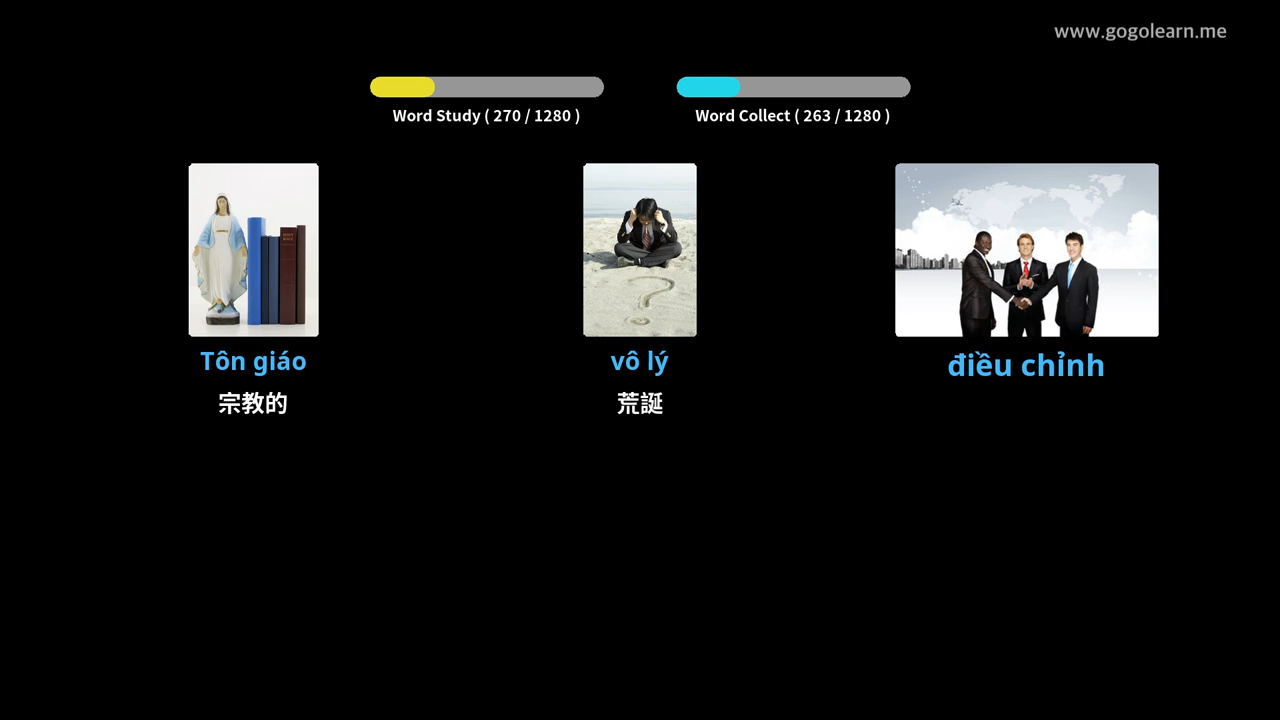 www.gogolearn.me
Word Study ( 270 / 1280 )
Word Collect ( 263 / 1280 )
Tôn giáo
宗教的
vô lý
荒誕
điều chỉnh